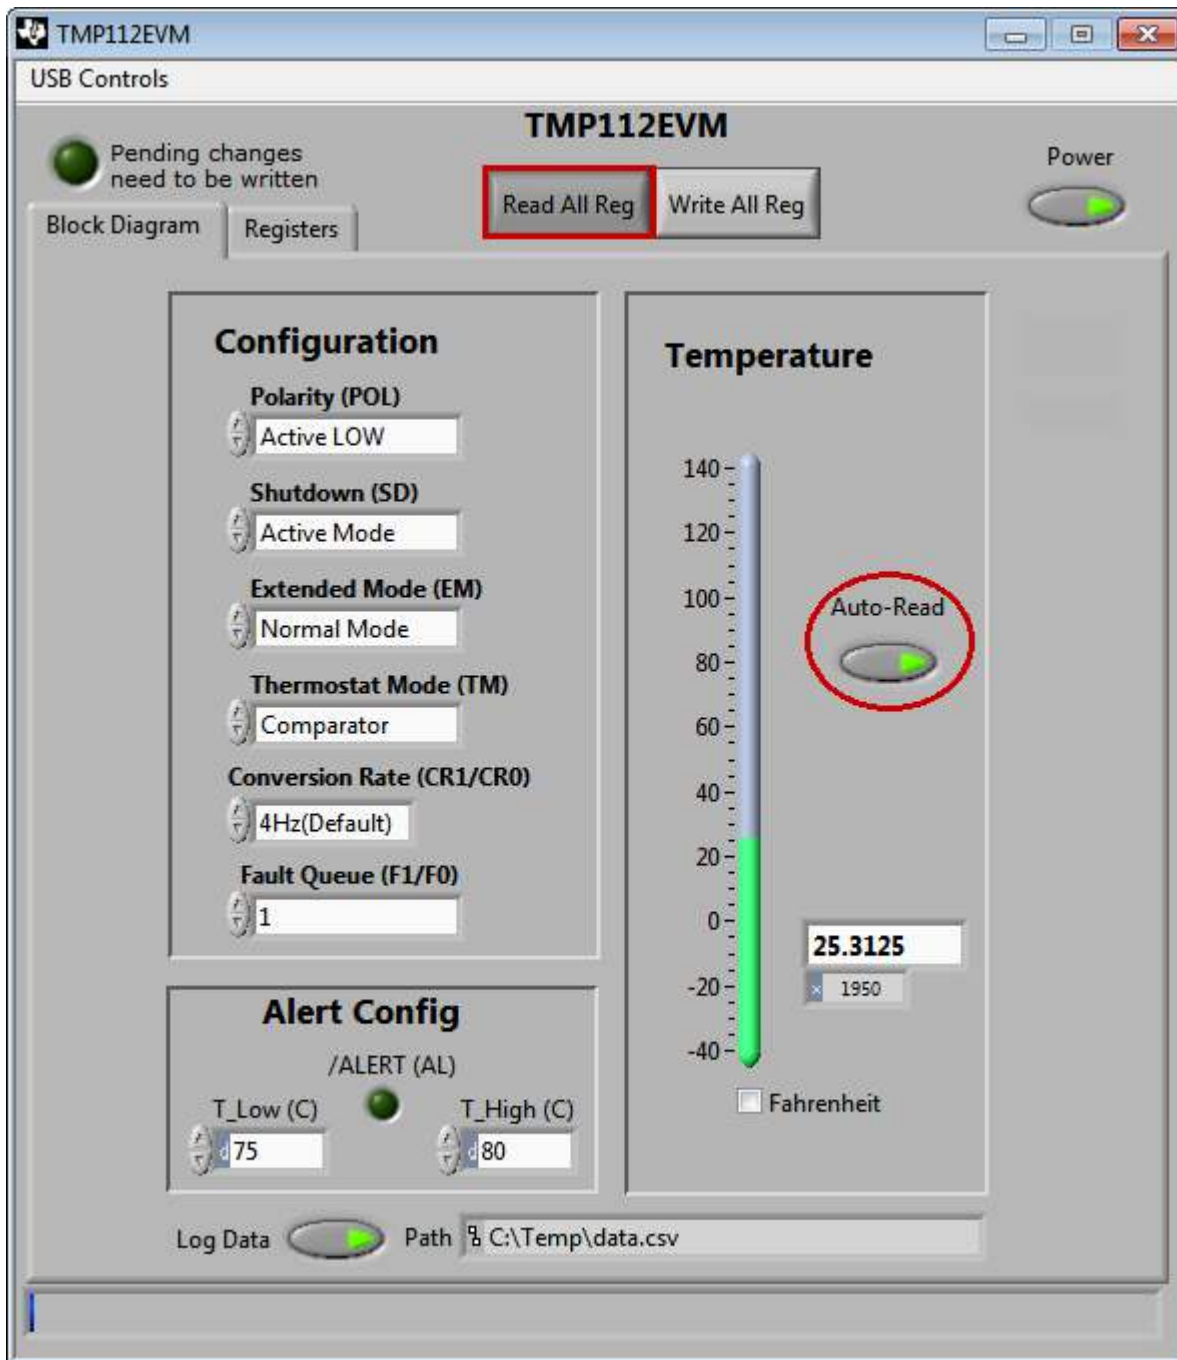 TMP112EVM
USB Controls
TMP112EVM
Pending changes
need to be written
Read All Reg
Write All Reg
Power
Block Diagram
Registers
Configuration
Polarity (POL)
Active LOW
Shutdown (SD)
Active Mode
Extended Mode (EM)
Normal Mode
Thermostat Mode (TM)
Comparator
Conversion Rate (CR1/CR0)
4Hz(Default)
Fault Queue (F1/F0)
1
Temperature
140
120
100
80
60
40
20
0
-20
-40
Auto-Read
25.3125
x 1950
Fahrenheit
Alert Config
/ALERT (AL)
T_Low (C)
d 75
T_High (C)
d 80
Log Data
Path
C:\Temp\data.csv